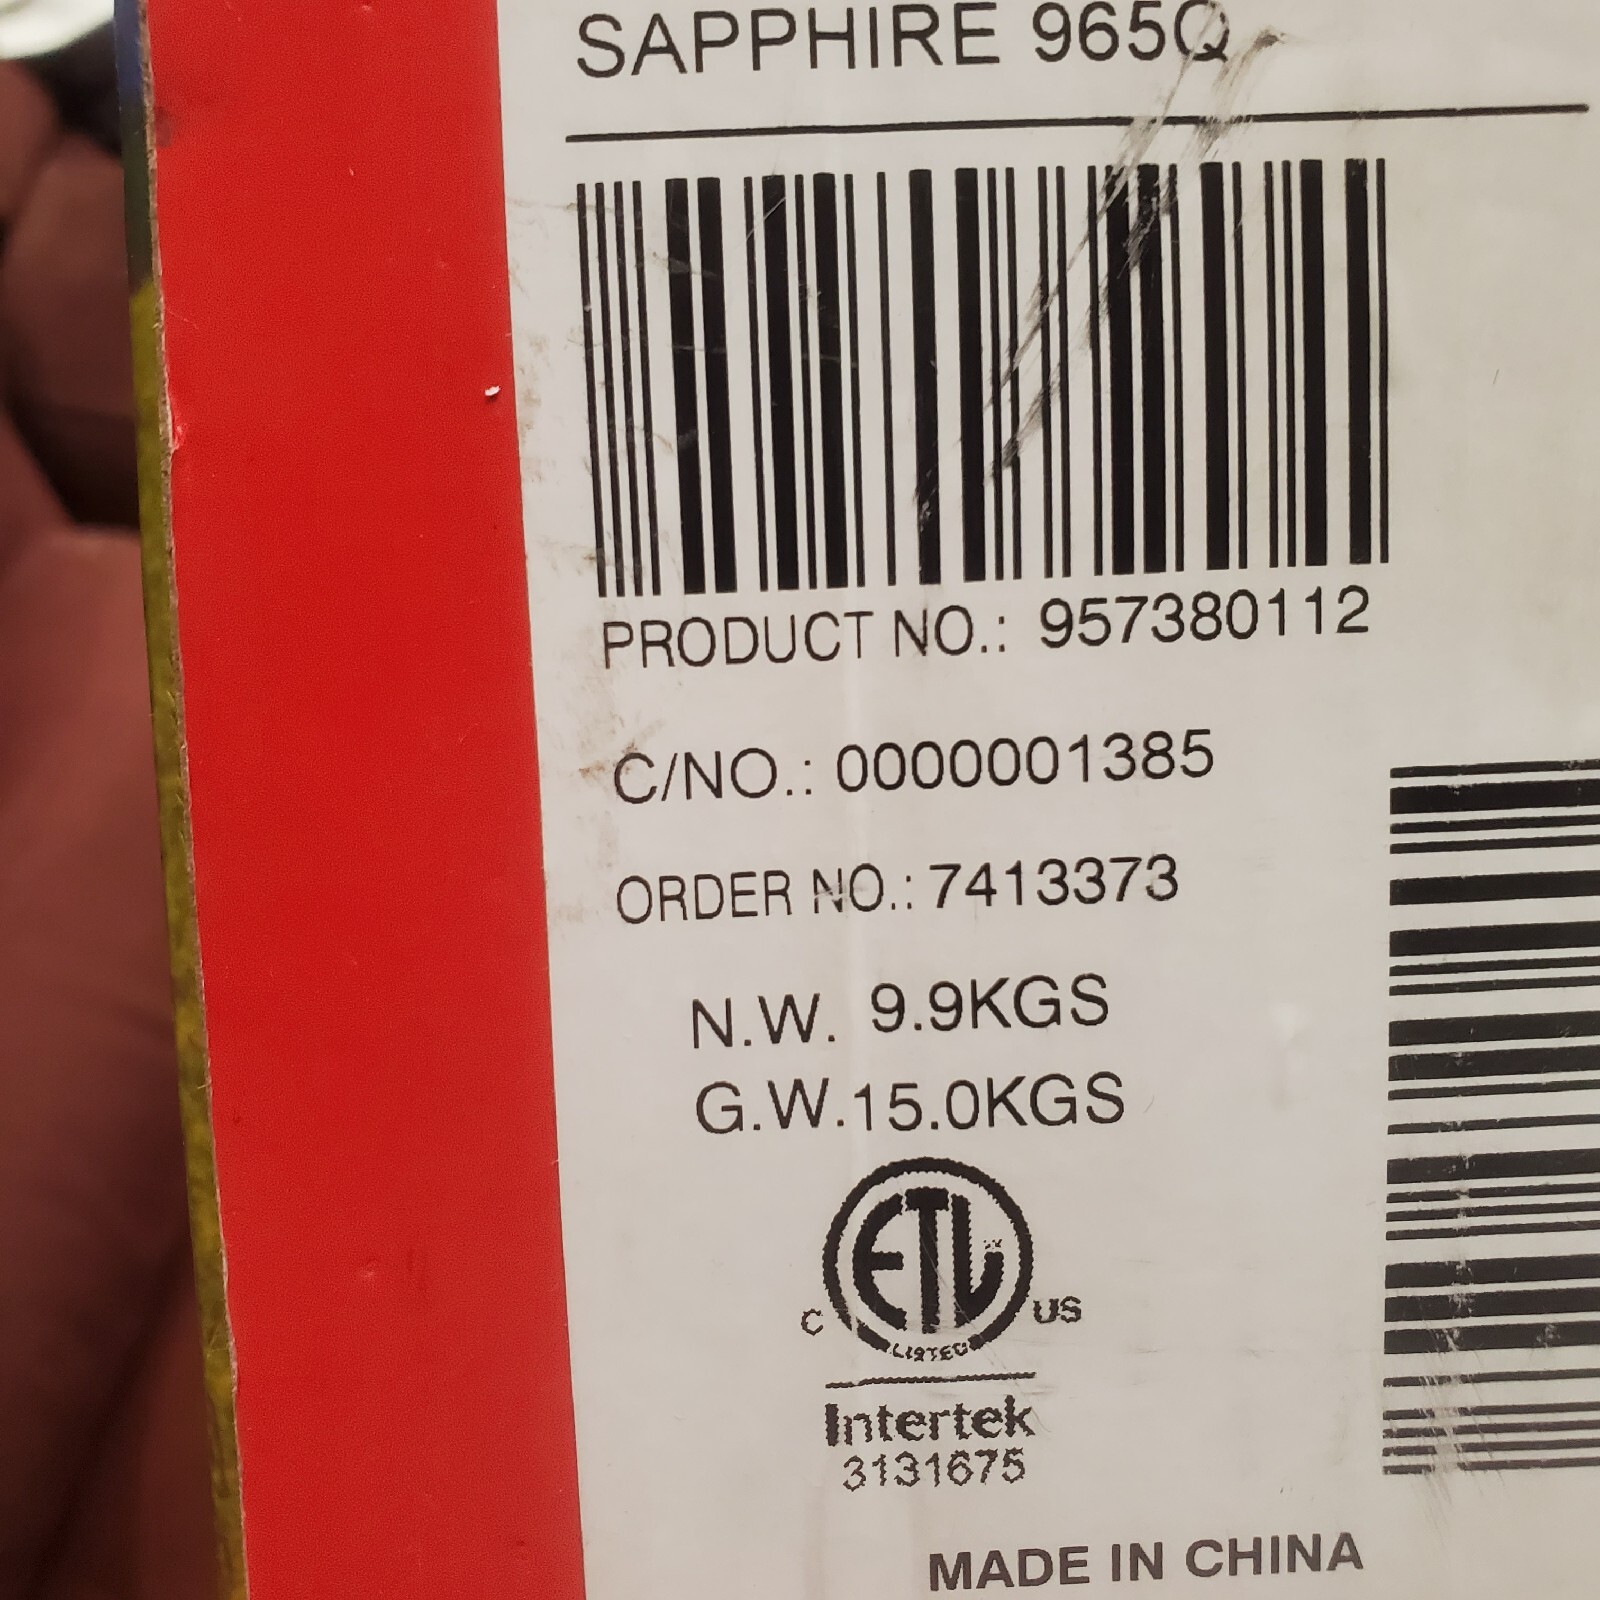 SAPPHIRE 965Q
PRODUCT NO.: 957380112
C/NO.: 0000001385
ORDER NO.: 7413373
N.W. 9.9KGS
G.W.15.0KGS
ETL
C US
LISTED
Intertek
3131675
MADE IN CHINA